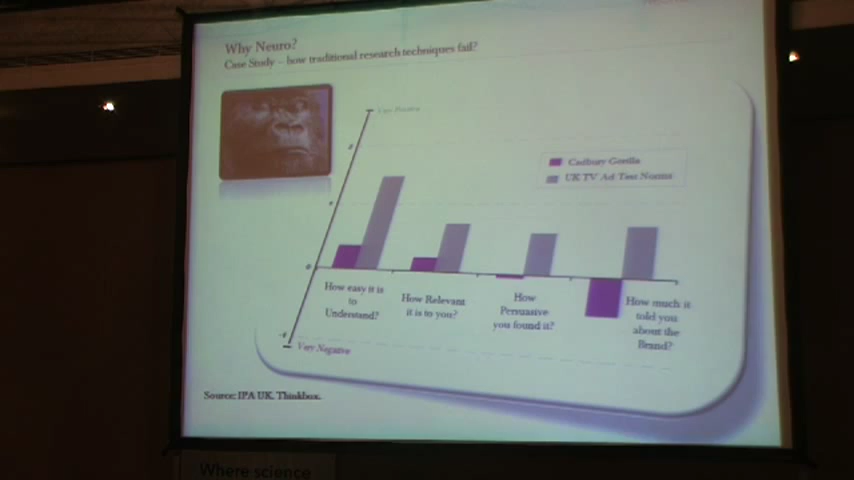 Why Neuro?
Case Study – how traditional research techniques fail?
Very Positive
Cadbury Gorilla
UK TV Ad Test Norms
0
How easy it is
to
Understand?
How Relevant
it is to you?
How
Persuasive
you found it?
How much it
told you
about the
Brand?
Very Negative
Source: IPA UK, Thinkbox.
Where science